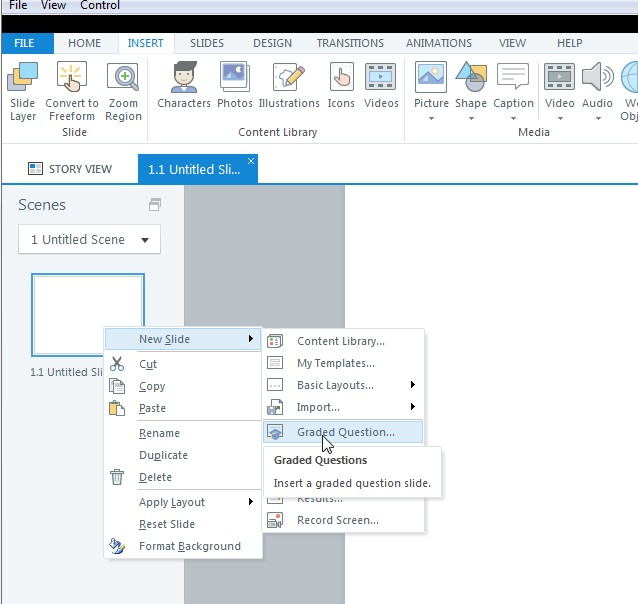 File View Control
FILE HOME INSERT SLIDES DESIGN TRANSITIONS ANIMATIONS VIEW HELP
Slide Layer
Convert to Freeform
Zoom Region
Characters
Photos
Illustrations
Icons
Videos
Picture
Shape
Caption
Video
Audio
Slide
Content Library
Media
STORY VIEW
1.1 Untitled Sli...
Scenes
1 Untitled Scene
1.1 Untitled Sli
New Slide
Cut
Copy
Paste
Rename
Duplicate
Delete
Apply Layout
Reset Slide
Format Background
Content Library...
My Templates...
Basic Layouts...
Import...
Graded Question...
Graded Questions
Insert a graded question slide.
Results...
Record Screen...